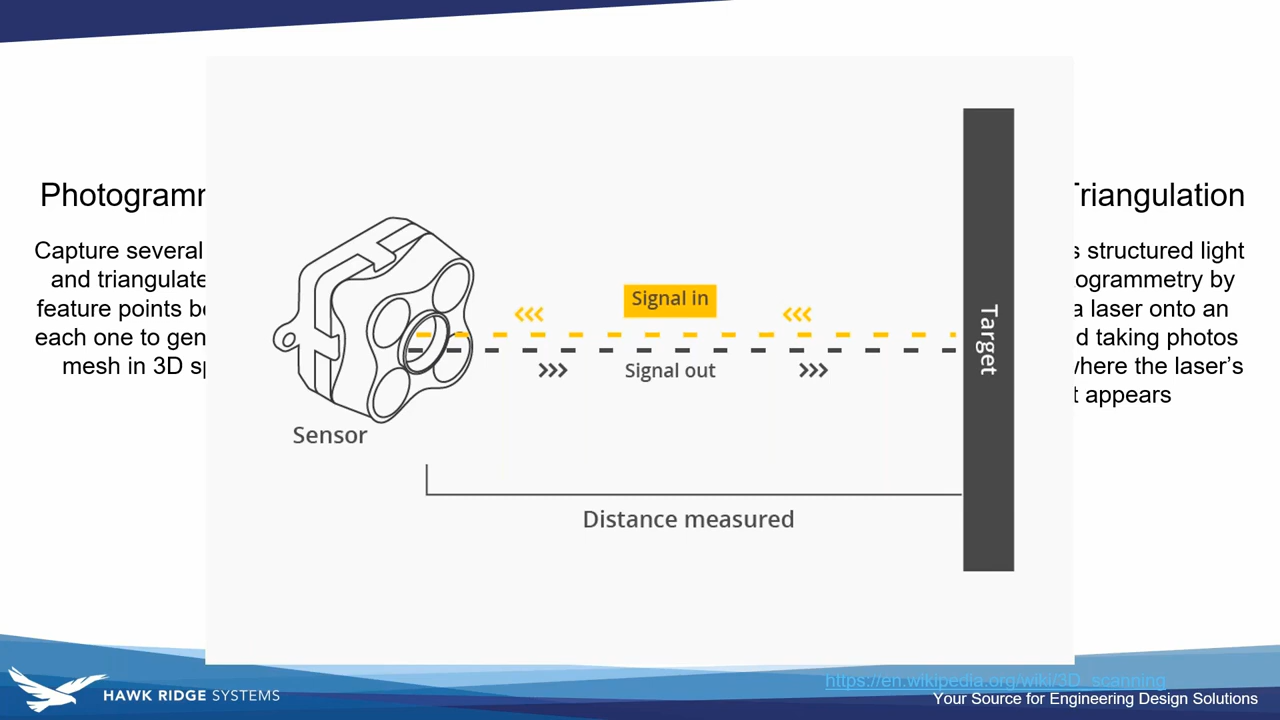 Photogramm
Capture several
and triangulate
feature points be
each one to gen
mesh in 3D sp
Signal in
Signal out
Sensor
Distance measured
Target
Triangulation
s structured light
ogrammetry by
a laser onto an
d taking photos
where the laser's
t appears
https://en.wikipedia.org/wiki/3D_scanning
HAWK RIDGE SYSTEMS
Your Source for Engineering Design Solutions